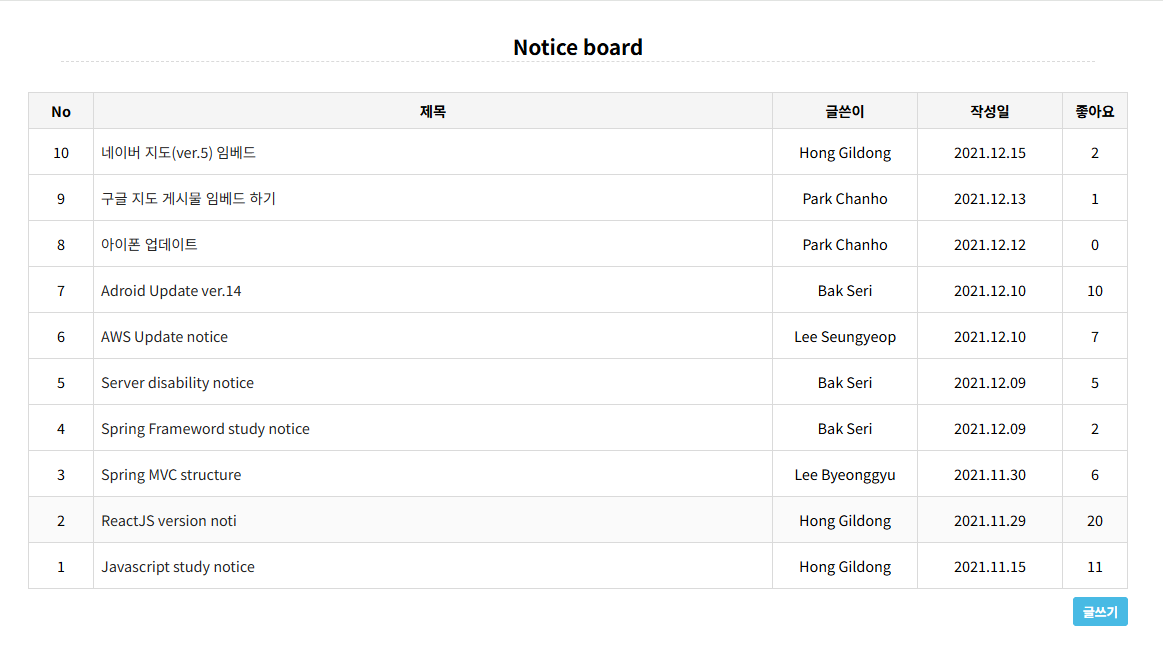 Notice board
No 제목 글쓴이 작성일 좋아요
10 네이버 지도(ver.5) 임베드 Hong Gildong 2021.12.15 2
9 구글 지도 게시물 임베드 하기 Park Chanho 2021.12.13 1
8 아이폰 업데이트 Park Chanho 2021.12.12 0
7 Adroid Update ver.14 Bak Seri 2021.12.10 10
6 AWS Update notice Lee Seungyeop 2021.12.10 7
5 Server disability notice Bak Seri 2021.12.09 5
4 Spring Frameword study notice Bak Seri 2021.12.09 2
3 Spring MVC structure Lee Byeonggyu 2021.11.30 6
2 ReactJS version noti Hong Gildong 2021.11.29 20
1 Javascript study notice Hong Gildong 2021.11.15 11
글쓰기